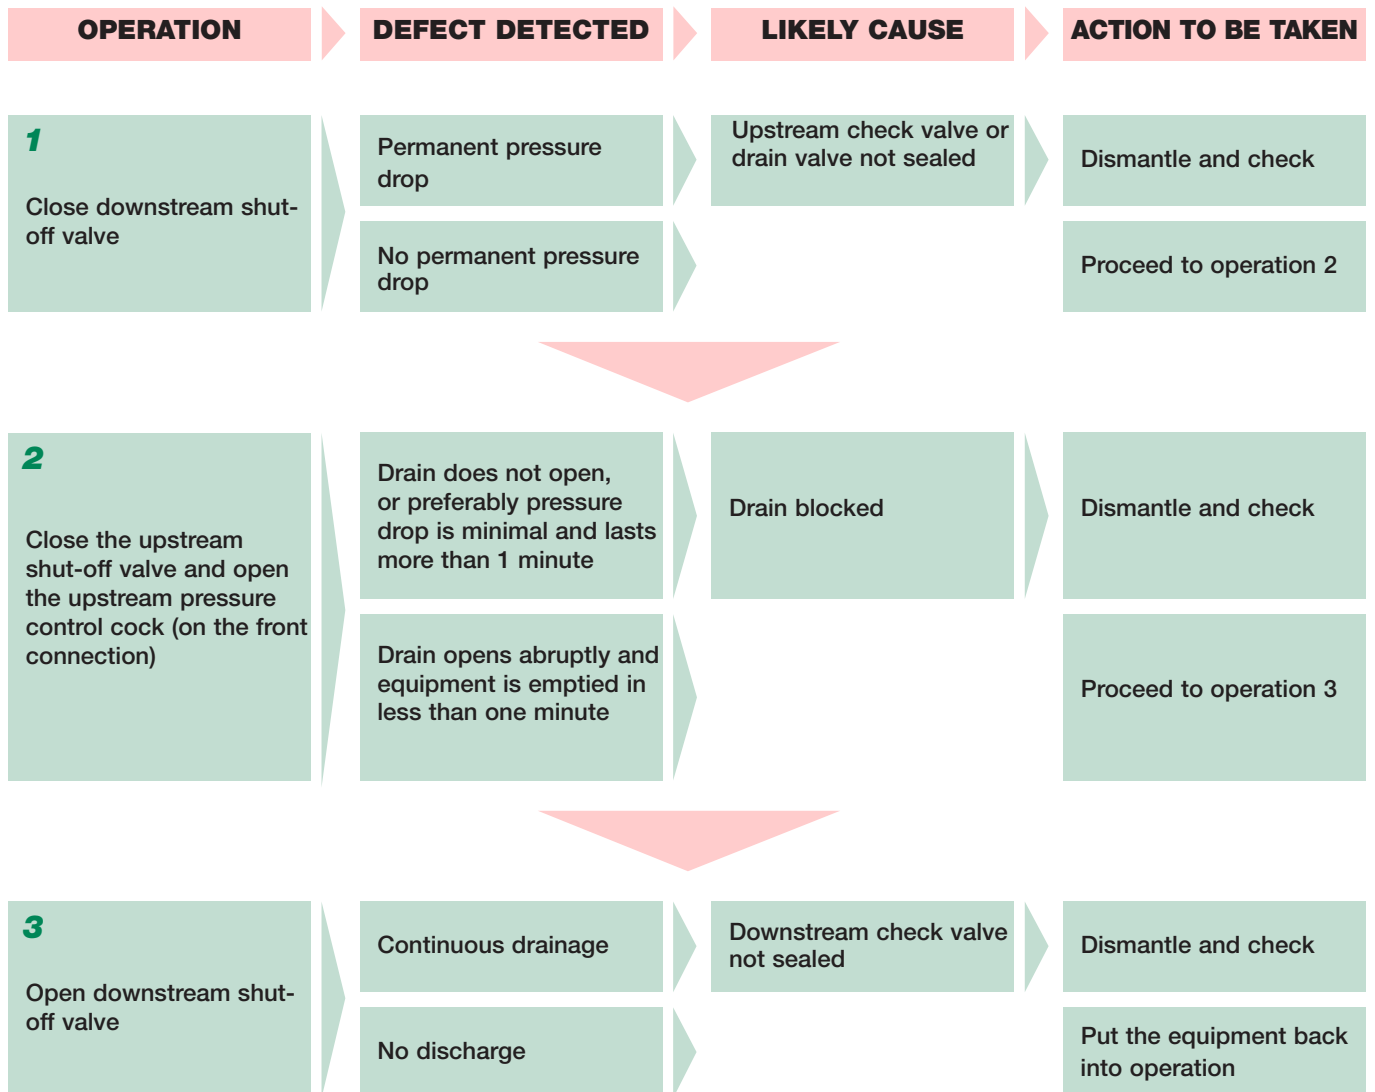 OPERATION
DEFECT DETECTED
LIKELY CAUSE
ACTION TO BE TAKEN
1
Close downstream shut-
off valve
Permanent pressure
drop
Upstream check valve or
drain valve not sealed
Dismantle and check
No permanent pressure
drop
Proceed to operation 2
2
Close the upstream
shut-off valve and open
the upstream pressure
control cock (on the front
connection)
Drain does not open,
or preferably pressure
drop is minimal and lasts
more than 1 minute
Drain blocked
Dismantle and check
Drain opens abruptly and
equipment is emptied in
less than one minute
Proceed to operation 3
3
Open downstream shut-
off valve
Continuous drainage
Downstream check valve
not sealed
Dismantle and check
No discharge
Put the equipment back
into operation